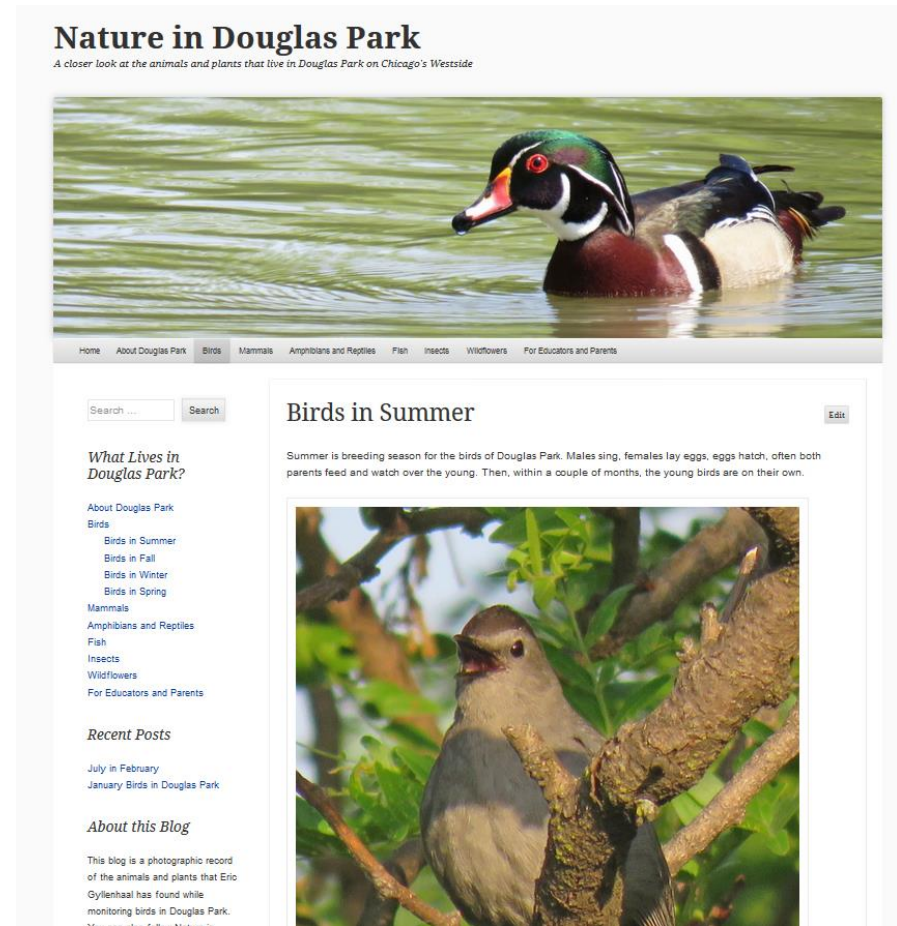 Nature in Douglas Park
A closer look at the animals and plants that live in Douglas Park on Chicago's Westside
Home About Douglas Park Birds Mammals Amphibians and Reptiles Fish Insects Wildflowers For Educators and Parents
Search ...
Search
What Lives in
Douglas Park?
About Douglas Park
Birds
Birds in Summer
Birds in Fall
Birds in Winter
Birds in Spring
Mammals
Amphibians and Reptiles
Fish
Insects
Wildflowers
For Educators and Parents
Recent Posts
July in February
January Birds in Douglas Park
About this Blog
This blog is a photographic record
of the animals and plants that Eric
Gyllenhaal has found while
monitoring birds in Douglas Park.
Birds in Summer
Edit
Summer is breeding season for the birds of Douglas Park. Males sing, females lay eggs, eggs hatch, often both
parents feed and watch over the young. Then, within a couple of months, the young birds are on their own.